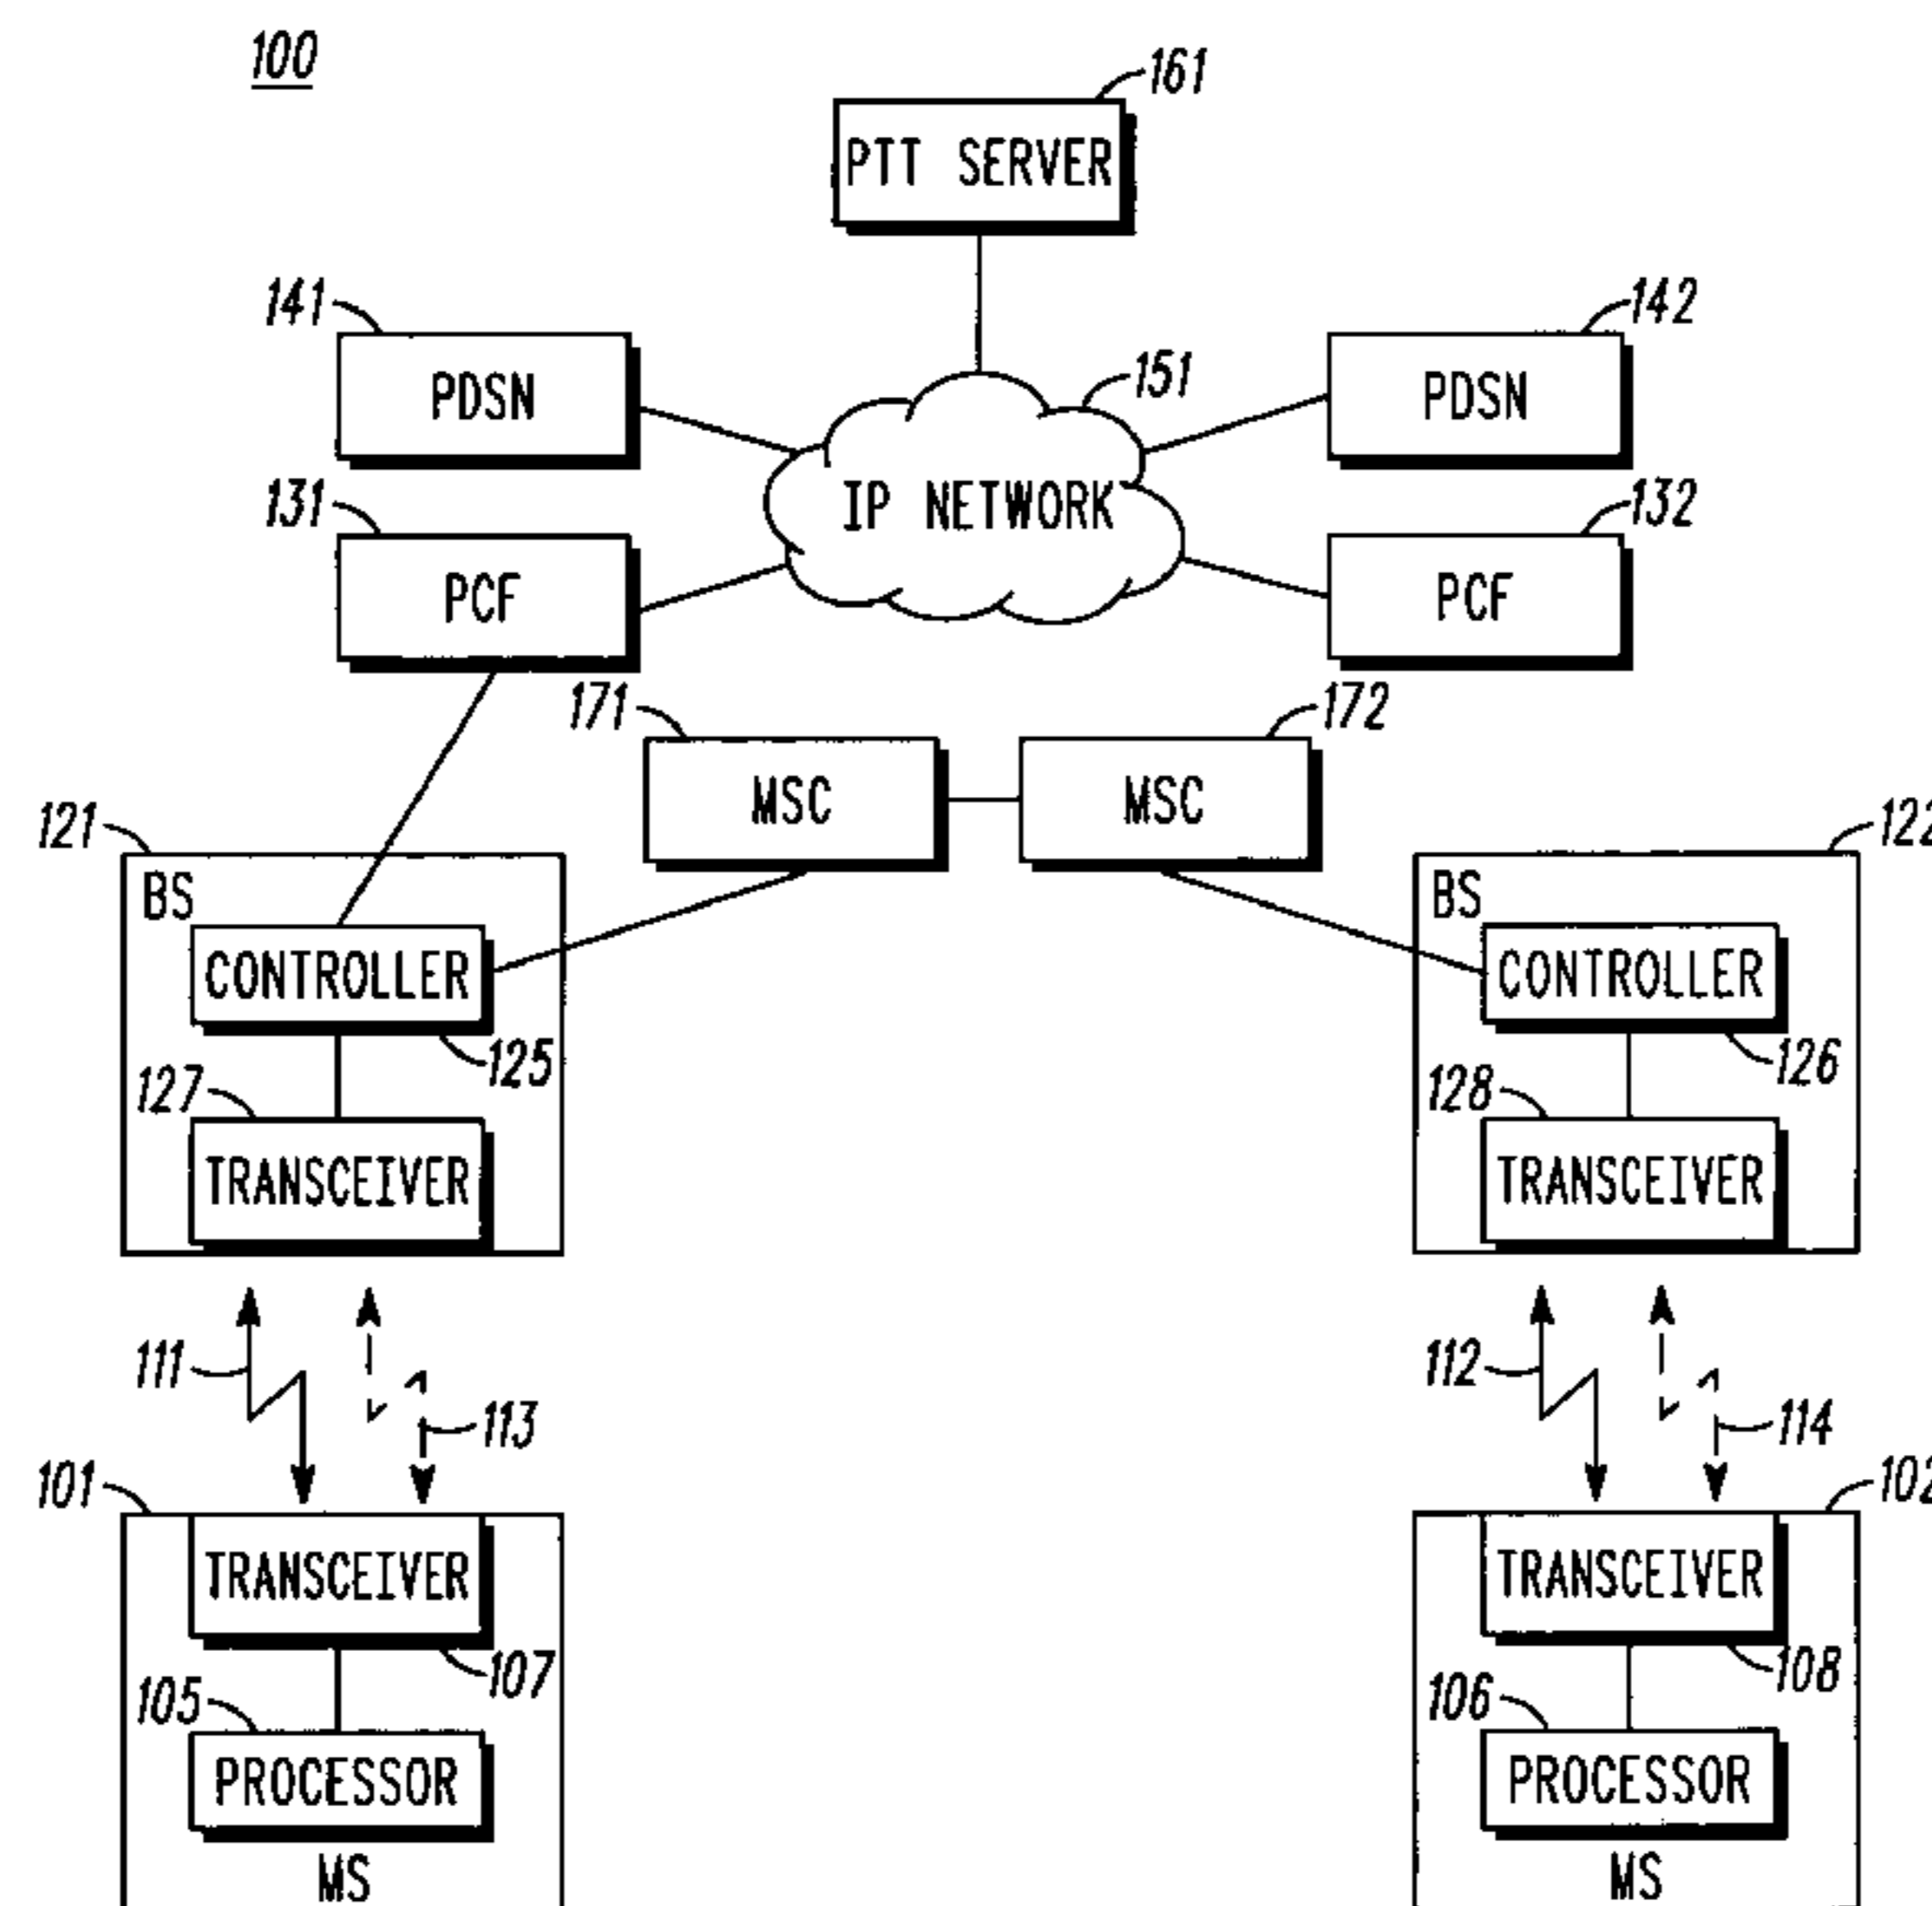 100
161
PTT SERVER
141
142
PDSN
151
PDSN
IP NETWORK
131
132
PCF
PCF
171
172
MSC
MSC
121
122
BS
BS
CONTROLLER
CONTROLLER
125
126
127
128
TRANSCEIVER
TRANSCEIVER
111
112
113
114
101
102
TRANSCEIVER
TRANSCEIVER
107
108
105
106
PROCESSOR
PROCESSOR
MS
MS